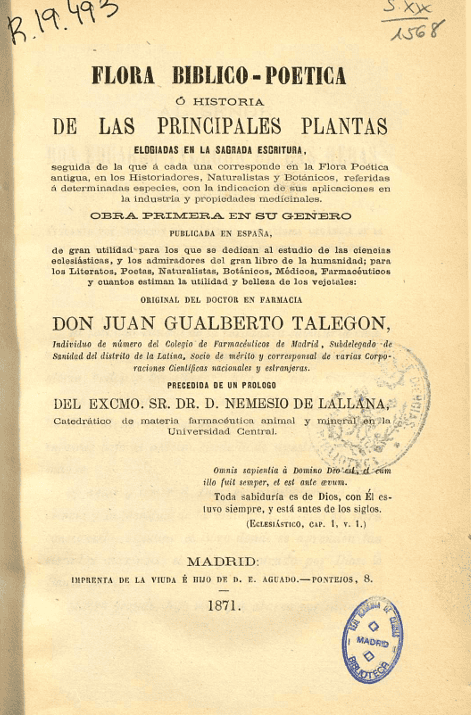 R.19.493
S XX
1568
FLORA BIBLICO-POETICA
Ó HISTORIA
DE LAS PRINCIPALES PLANTAS
ELOGIADAS EN LA SAGRADA ESCRITURA,
seguida de la que á cada una corresponde en la Flora Poética
antigua, en los Historiadores, Naturalistas y Botánicos, referidas
á determinadas especies, con la indicacion de sus aplicaciones en
la industria y propiedades medicinales.
OBRA PRIMERA EN SU GENERO
PUBLICADA EN ESPAÑA,
de gran utilidad para los que se dedican al estudio de las ciencias
eclesiásticas, y los admiradores del gran libro de la humanidad; para
los Literatos, Poetas, Naturalistas, Botánicos, Médicos, Farmacéuticos
y cuantos estiman la utilidad y belleza de los vejetales:
ORIGINAL DEL DOCTOR EN FARMACIA
DON JUAN GUALBERTO TALEGON,
Individuo de número del Colegio de Farmacéuticos de Madrid, Subdelegado de
Sanidad del distrito de la Latina, Socio de mérito y corresponsal de varias Corpo-
raciones Científicas nacionales y estranjeras.
PRECEDIDA DE UN PROLOGO
DEL EXCMO. SR. DR. D. NEMESIO DE LALLANA,
Catedrático de materia farmacéutica animal y mineral en la
Universidad Central.
Omnis sapientia à Domino Deo est, et cum
illo fuit semper, et est ante œvum.
Toda sabiduría es de Dios, con Él es-
tuvo siempre, y está antes de los siglos.
(ECLESIÁSTICO, CAP. 1, V. 1.)
BIBLIOTECA
MADRID:
IMPRENTA DE LA VIUDA É HIJO DE D. E. AGUADO.—PONTEJOS, 8.
1871.
REAL ACADEMIA DE CIENCIAS
MADRID
BIBLIOTECA